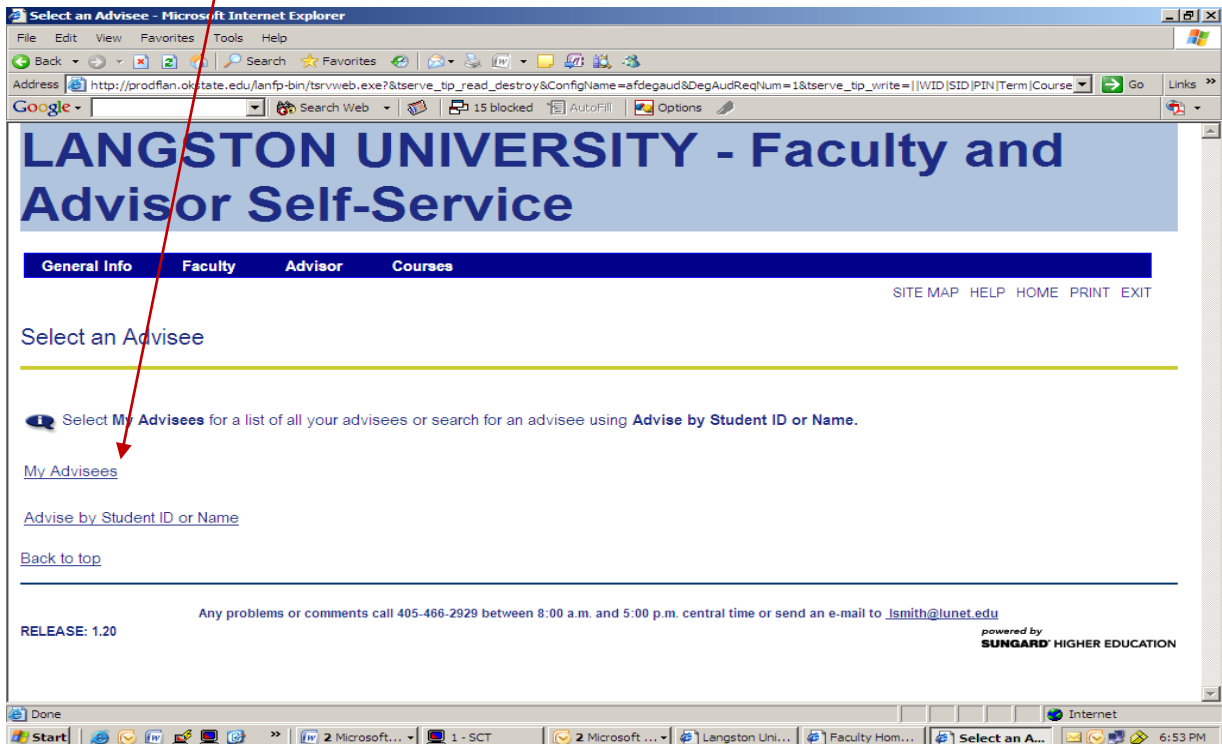 Select an Advisee - Microsoft Internet Explorer
File Edit View Favorites Tools Help
Back Search Favorites
Address http://prodflan.okstate.edu/lanfp-bin/tsrvweb.exe?&tserve_tip_read_destroy&ConfigName=afdegaud&DegAudReqNum=1&tserve_tip_write=||WID|SID|PIN|Term|Course Go Links »
Google Search Web 15 blocked AutoFill Options
LANGSTON UNIVERSITY - Faculty and
Advisor Self-Service
General Info Faculty Advisor Courses
SITE MAP HELP HOME PRINT EXIT
Select an Advisee
Select My Advisees for a list of all your advisees or search for an advisee using Advise by Student ID or Name.
My Advisees
Advise by Student ID or Name
Back to top
Any problems or comments call 405-466-2929 between 8:00 a.m. and 5:00 p.m. central time or send an e-mail to lsmith@lunet.edu
RELEASE: 1.20
powered by
SUNGARD® HIGHER EDUCATION
Done Internet
Start » 2 Microsoft... 1 - SCT 2 Microsoft ... Langston Uni... Faculty Hom... Select an A... 6:53 PM